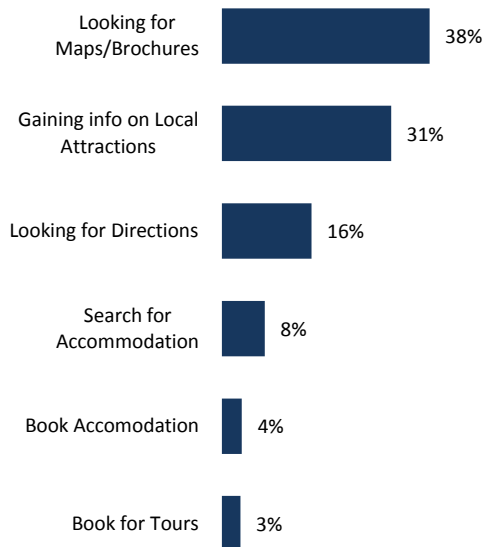 Looking for
Maps/Brochures
38%
Gaining info on Local
Attractions
31%
Looking for Directions
16%
Search for
Accommodation
8%
Book Accomodation
4%
Book for Tours
3%